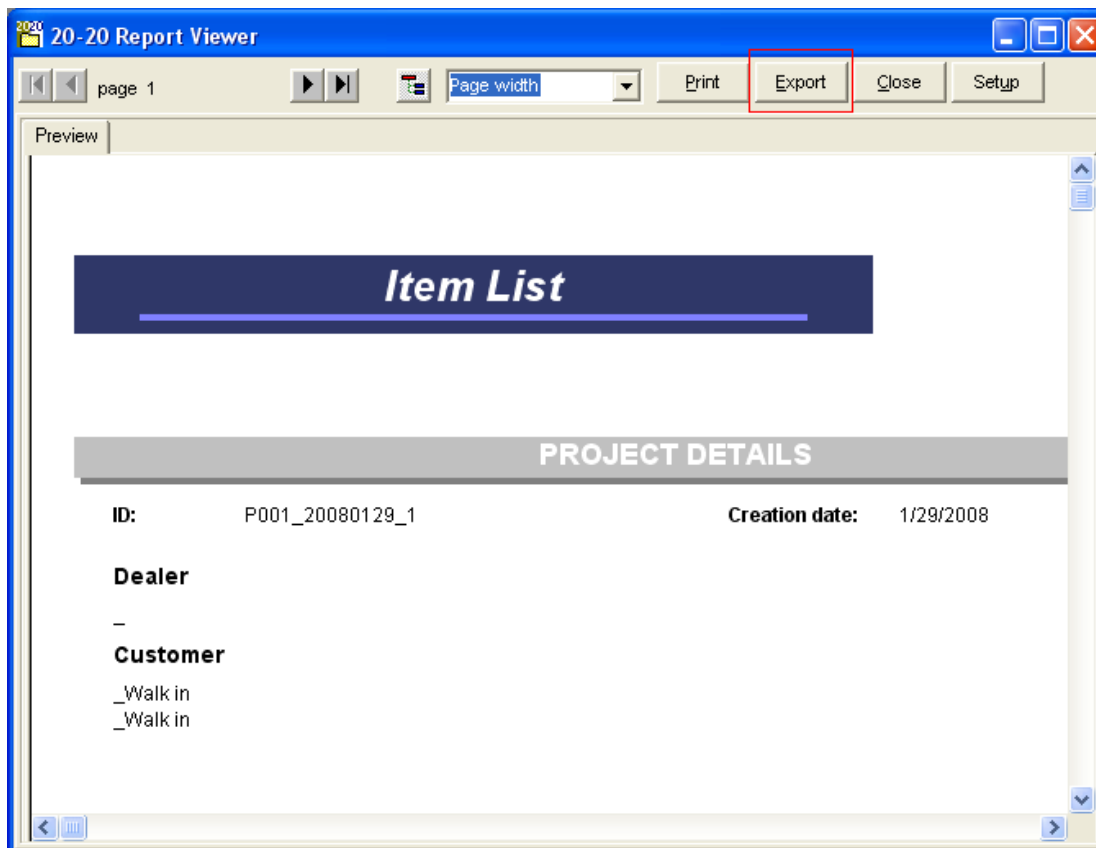 20-20 Report Viewer
page 1 Page width Print Export Close Setup
Preview
Item List
PROJECT DETAILS
ID: P001_20080129_1 Creation date: 1/29/2008
Dealer
_
Customer
_Walk in
_Walk in